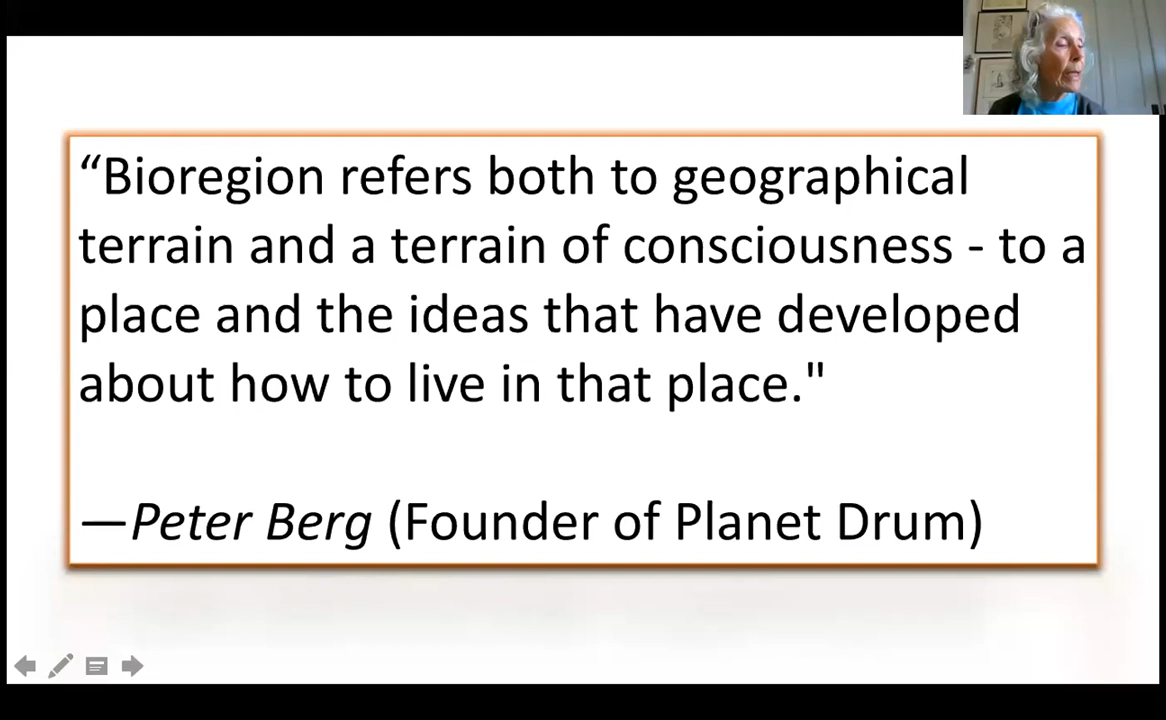 “Bioregion refers both to geographical
terrain and a terrain of consciousness - to a
place and the ideas that have developed
about how to live in that place."
—Peter Berg (Founder of Planet Drum)